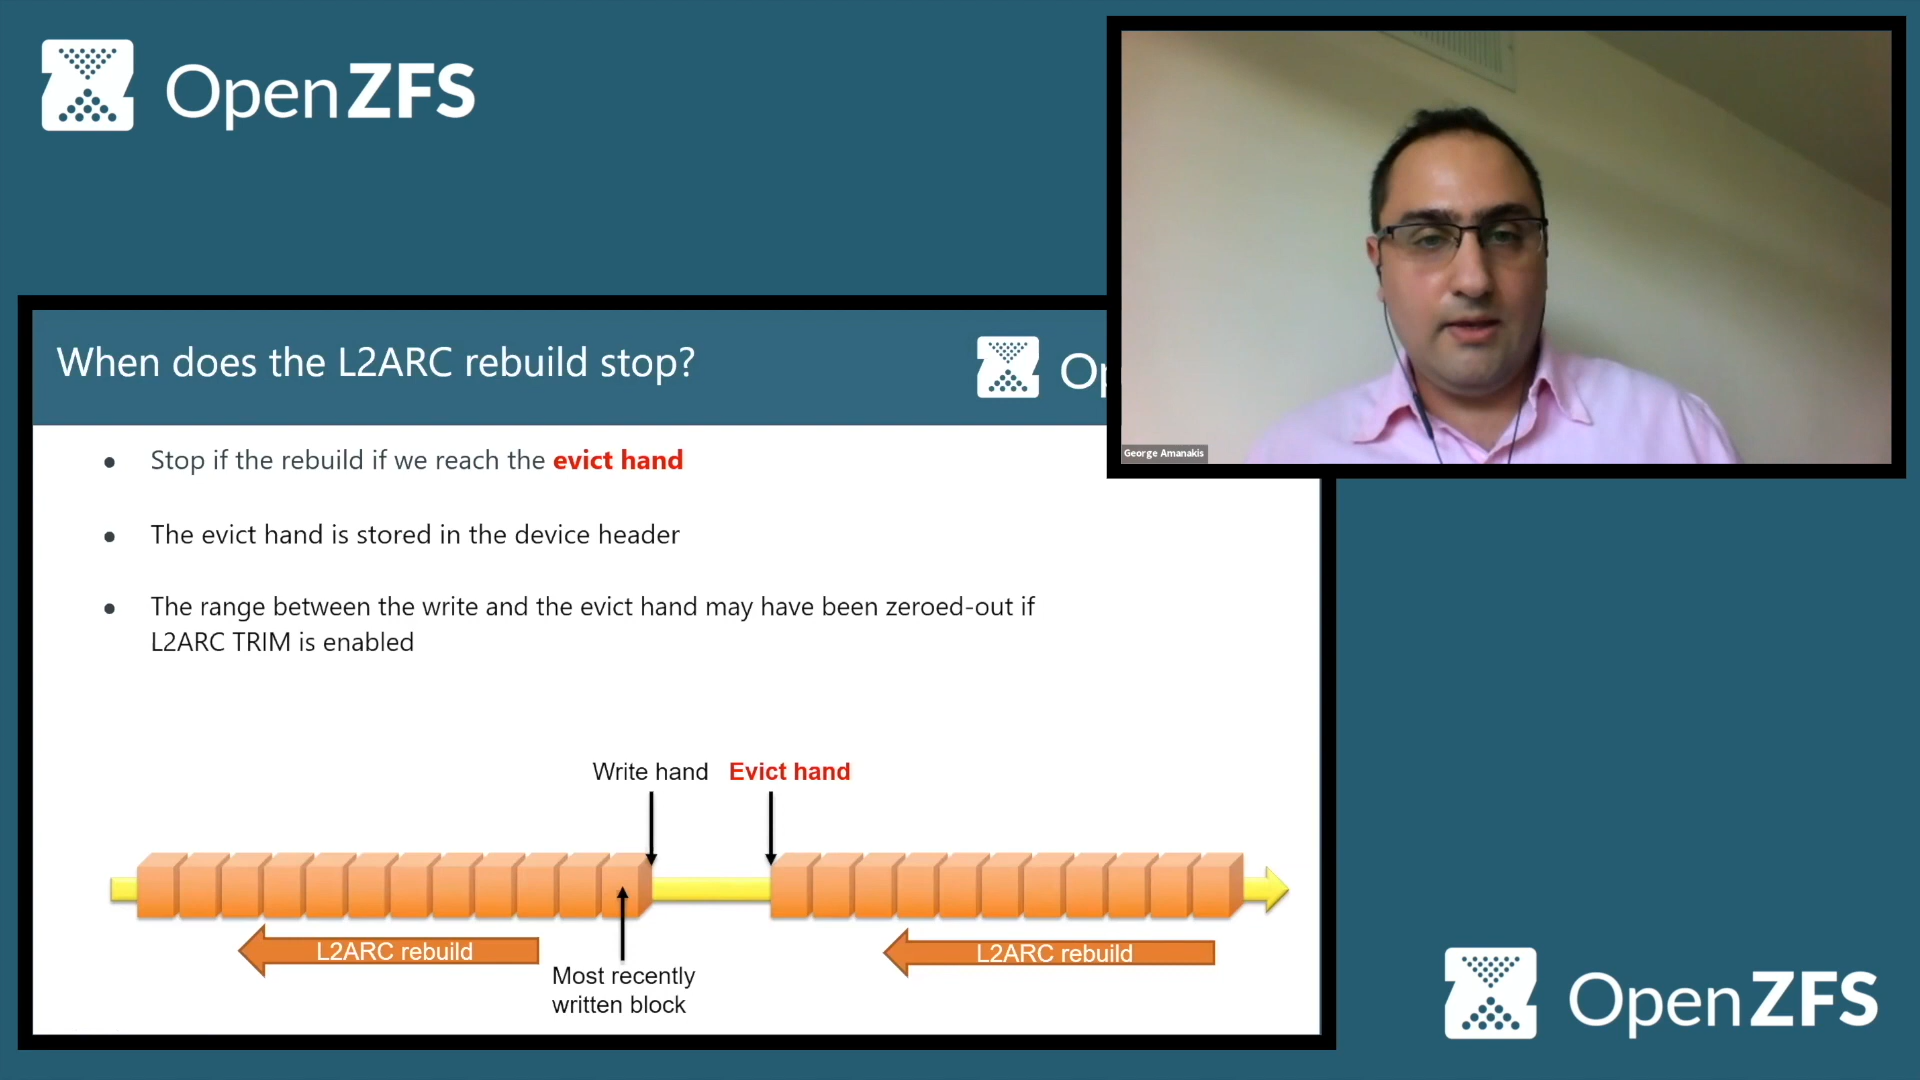 OpenZFS
George Amanakis
When does the L2ARC rebuild stop?
Op
Stop if the rebuild if we reach the evict hand
The evict hand is stored in the device header
The range between the write and the evict hand may have been zeroed-out if
L2ARC TRIM is enabled
Write hand
Evict hand
L2ARC rebuild
L2ARC rebuild
Most recently
written block
OpenZFS